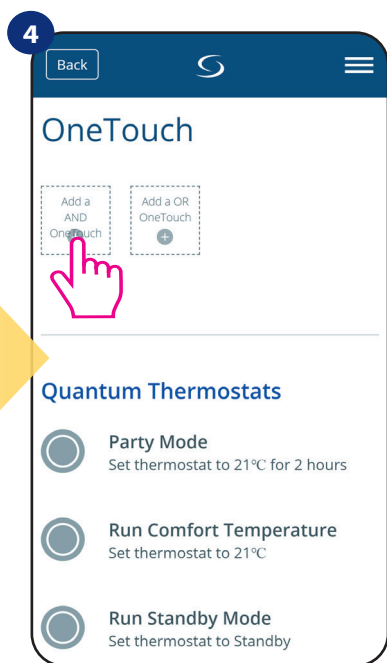 4
Back
OneTouch
Add a
AND
OneTouch
Add a OR
OneTouch
Quantum Thermostats
Party Mode
Set thermostat to 21℃ for 2 hours
Run Comfort Temperature
Set thermostat to 21℃
Run Standby Mode
Set thermostat to Standby